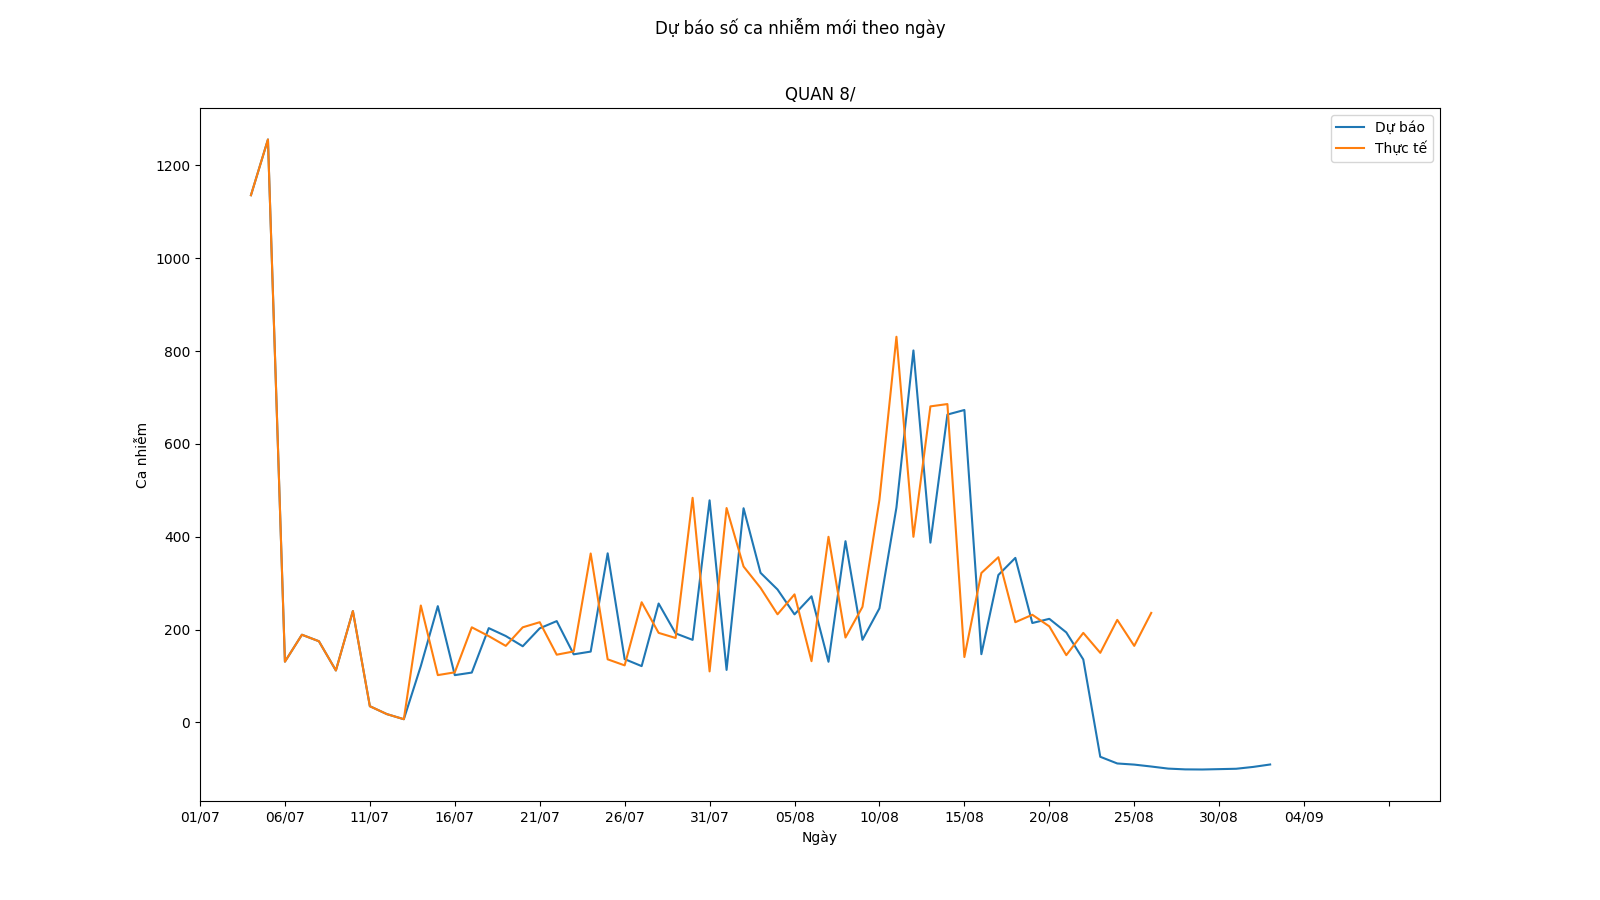 Dự báo số ca nhiễm mới theo ngày
QUAN 8/
Dự báo
Thực tế
1200
1000
800
600
400
200
0
Ca nhiễm
01/07 06/07 11/07 16/07 21/07 26/07 31/07 05/08 10/08 15/08 20/08 25/08 30/08 04/09
Ngày